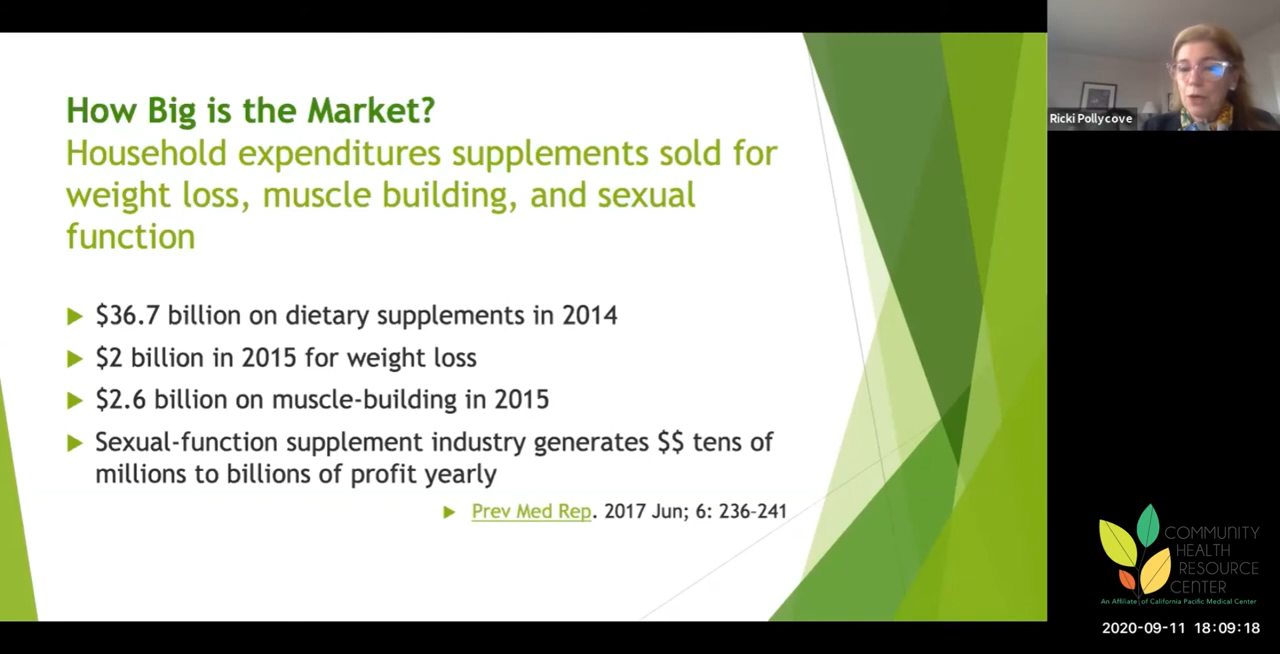 How Big is the Market?
Household expenditures supplements sold for
weight loss, muscle building, and sexual
function
$36.7 billion on dietary supplements in 2014
$2 billion in 2015 for weight loss
$2.6 billion on muscle-building in 2015
Sexual-function supplement industry generates $$ tens of
millions to billions of profit yearly
Prev Med Rep. 2017 Jun; 6: 236–241
Ricki Pollycove
COMMUNITY
HEALTH
RESOURCE
CENTER
An Affiliate of California Pacific Medical Center
2020-09-11 18:09:18